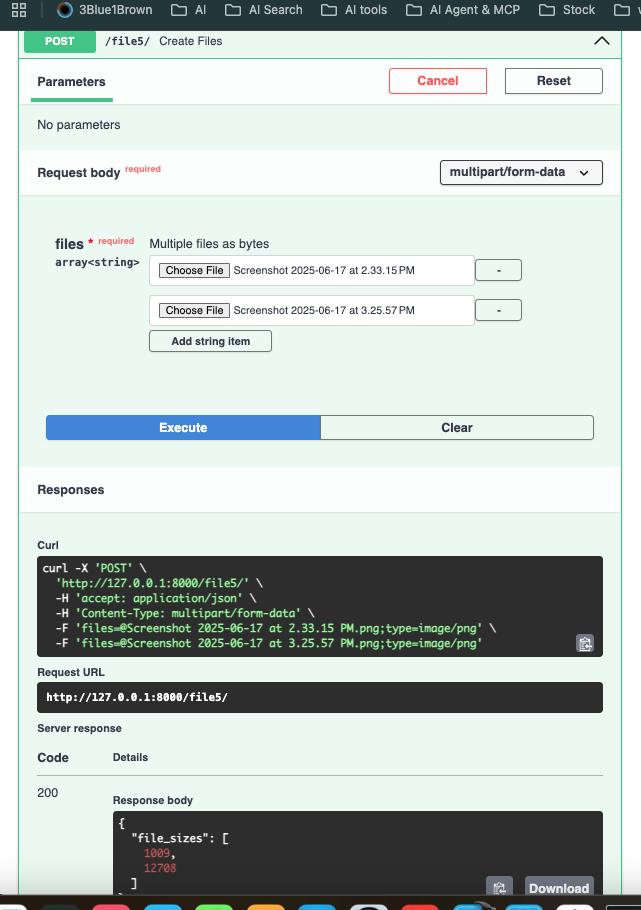 3Blue1Brown AI AI Search AI tools AI Agent & MCP Stock
POST /file5/ Create Files
Parameters Cancel Reset
No parameters
Request body required multipart/form-data
files * required Multiple files as bytes
array<string>
Choose File Screenshot 2025-06-17 at 2.33.15 PM -
Choose File Screenshot 2025-06-17 at 3.25.57 PM -
Add string item
Execute Clear
Responses
Curl
curl -X 'POST' \
'http://127.0.0.1:8000/file5/' \
-H 'accept: application/json' \
-H 'Content-Type: multipart/form-data' \
-F 'files=@Screenshot 2025-06-17 at 2.33.15 PM.png;type=image/png' \
-F 'files=@Screenshot 2025-06-17 at 3.25.57 PM.png;type=image/png'
Request URL
http://127.0.0.1:8000/file5/
Server response
Code Details
200
Response body
{
"file_sizes": [
1009,
12708
]
Download